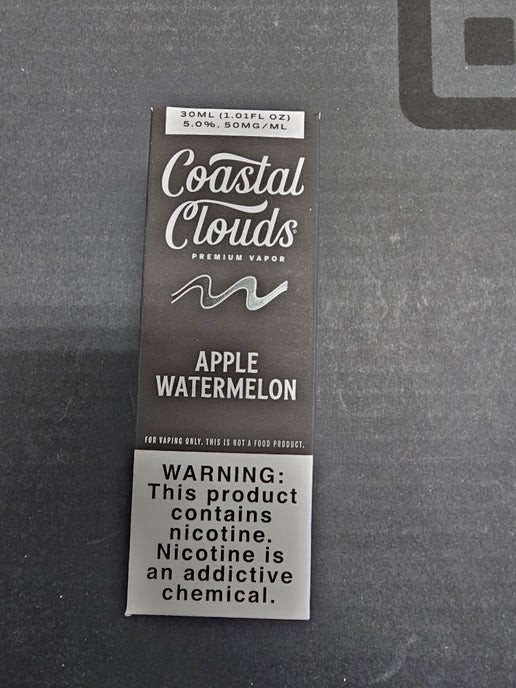 30ML (1.01FL OZ)
5.0%, 50MG/ML
Coastal
Clouds®
PREMIUM VAPOR
APPLE
WATERMELON
FOR VAPING ONLY. THIS IS NOT A FOOD PRODUCT.
WARNING:
This product
contains
nicotine.
Nicotine is
an addictive
chemical.